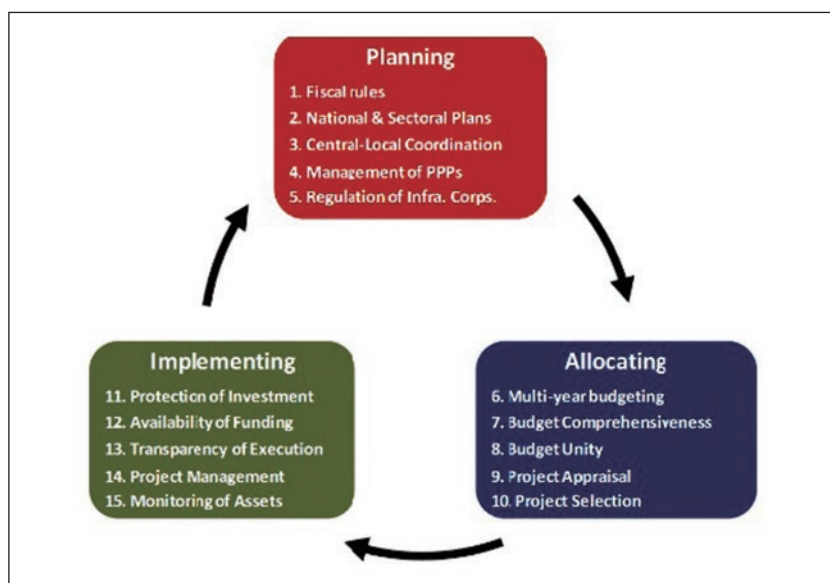 Planning
1. Fiscal rules
2. National & Sectoral Plans
3. Central-Local Coordination
4. Management of PPPs
5. Regulation of Infra. Corps.
Implementing
11. Protection of Investment
12. Availability of Funding
13. Transparency of Execution
14. Project Management
15. Monitoring of Assets
Allocating
6. Multi-year budgeting
7. Budget Comprehensiveness
8. Budget Unity
9. Project Appraisal
10. Project Selection